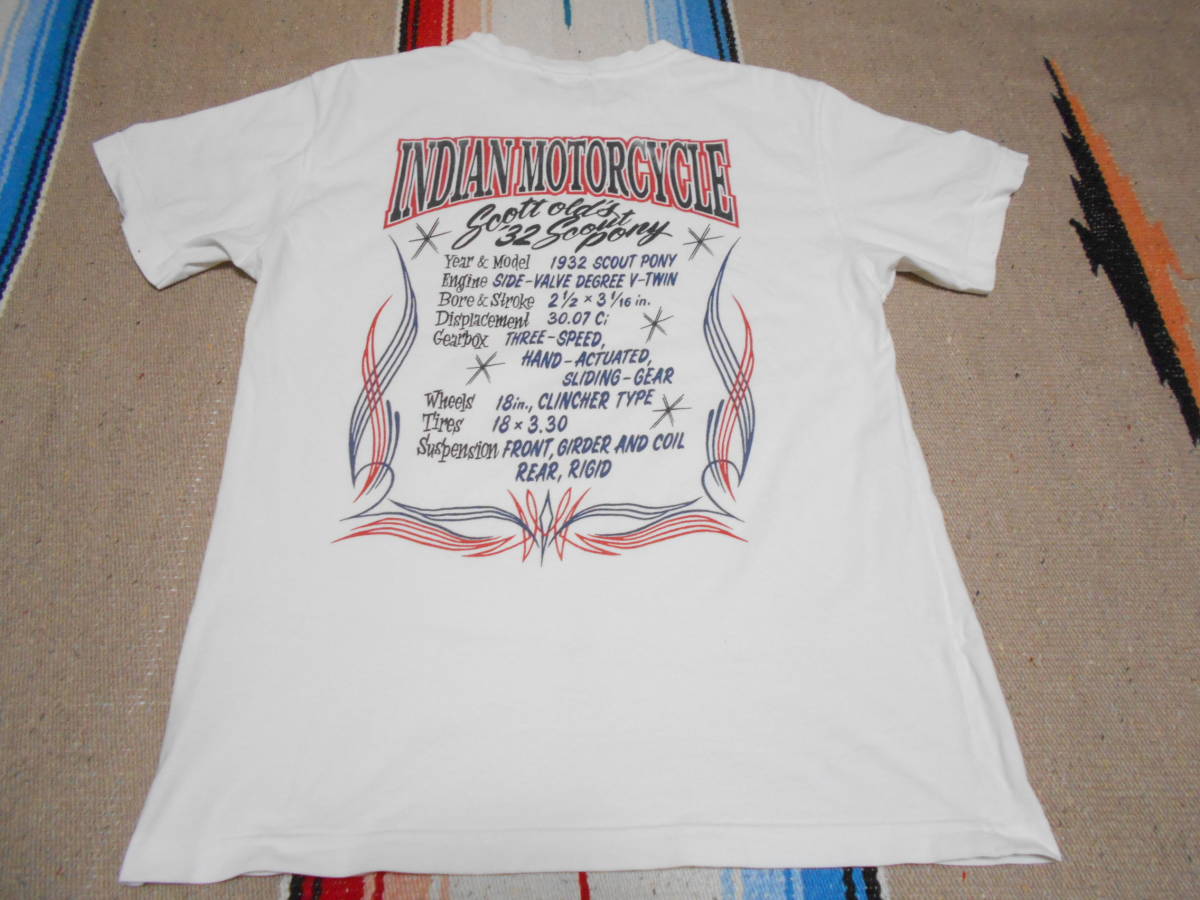 INDIAN MOTORCYCLE
Scott old's
'32 Scout
pony
Year & Model 1932 SCOUT PONY
Engine SIDE-VALVE DEGREE V-TWIN
Bore & Stroke 2 1/2 × 3 1/16 in.
Displacement 30.07 Ci
Gearbox THREE-SPEED,
HAND-ACTUATED,
SLIDING-GEAR
Wheels 18in., CLINCHER TYPE
Tires 18 × 3.30
Suspension FRONT, GIRDER AND COIL
REAR, RIGID